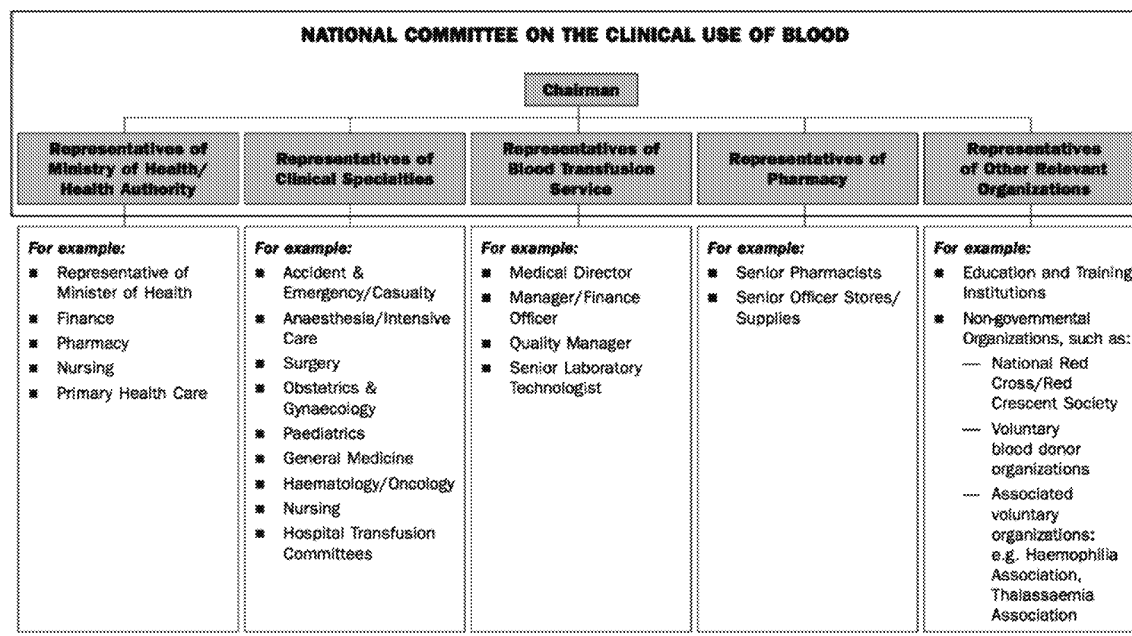 NATIONAL COMMITTEE ON THE CLINICAL USE OF BLOOD
Chairman
Representatives of
Ministry of Health/
Health Authority
Representatives of
Clinical Specialties
Representatives of
Blood Transfusion
Service
Representatives of
Pharmacy
Representatives
of Other Relevant
Organizations
For example:
■ Representative of
Minister of Health
■ Finance
■ Pharmacy
■ Nursing
■ Primary Health Care
For example:
■ Accident &
Emergency/Casualty
■ Anaesthesia/Intensive
Care
■ Surgery
■ Obstetrics &
Gynaecology
■ Paediatrics
■ General Medicine
■ Haematology/Oncology
■ Nursing
■ Hospital Transfusion
Committees
For example:
■ Medical Director
■ Manager/Finance
Officer
■ Quality Manager
■ Senior Laboratory
Technologist
For example:
■ Senior Pharmacists
■ Senior Officer Stores/
Supplies
For example:
■ Education and Training
Institutions
■ Non-governmental
Organizations, such as:
— National Red
Cross/Red
Crescent Society
— Voluntary
blood donor
organizations
— Associated
voluntary
organizations:
e.g. Haemophilia
Association,
Thalassaemia
Association